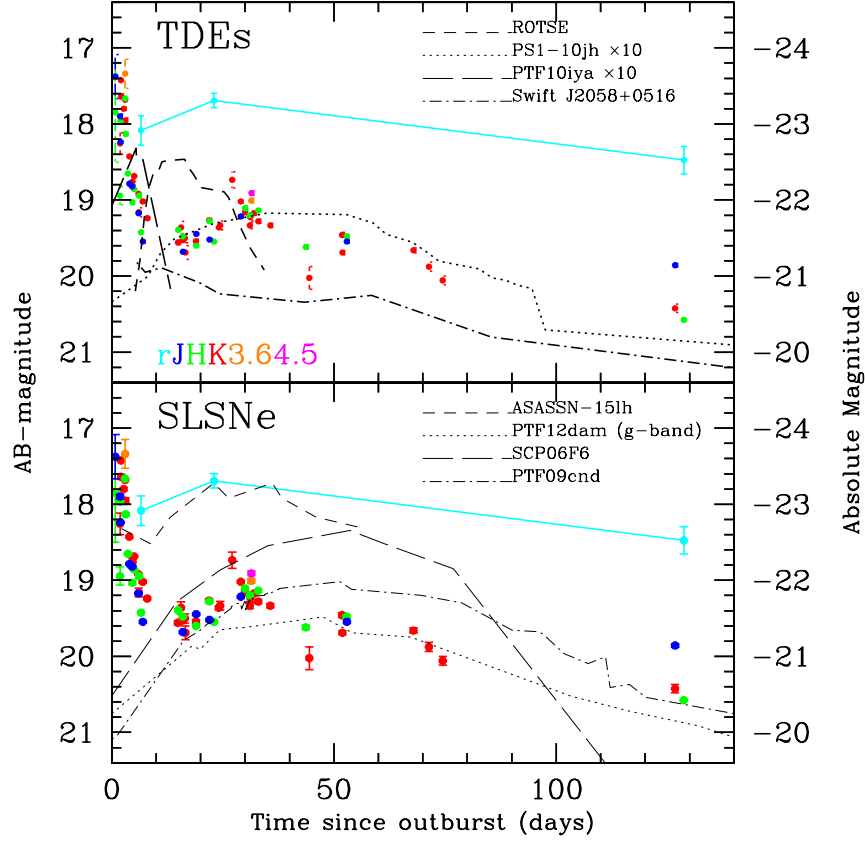 TDEs
ROTSE
PS1-10jh ×10
PTF10iya ×10
Swift J2058+0516
17
18
19
20
21
-24
-23
-22
-21
-20
rJHK3.64.5
AB-magnitude
Absolute Magnitude
SLSNe
ASASSN-15lh
PTF12dam (g-band)
SCP06F6
PTF09cnd
17
18
19
20
21
-24
-23
-22
-21
-20
0 50 100
Time since outburst (days)